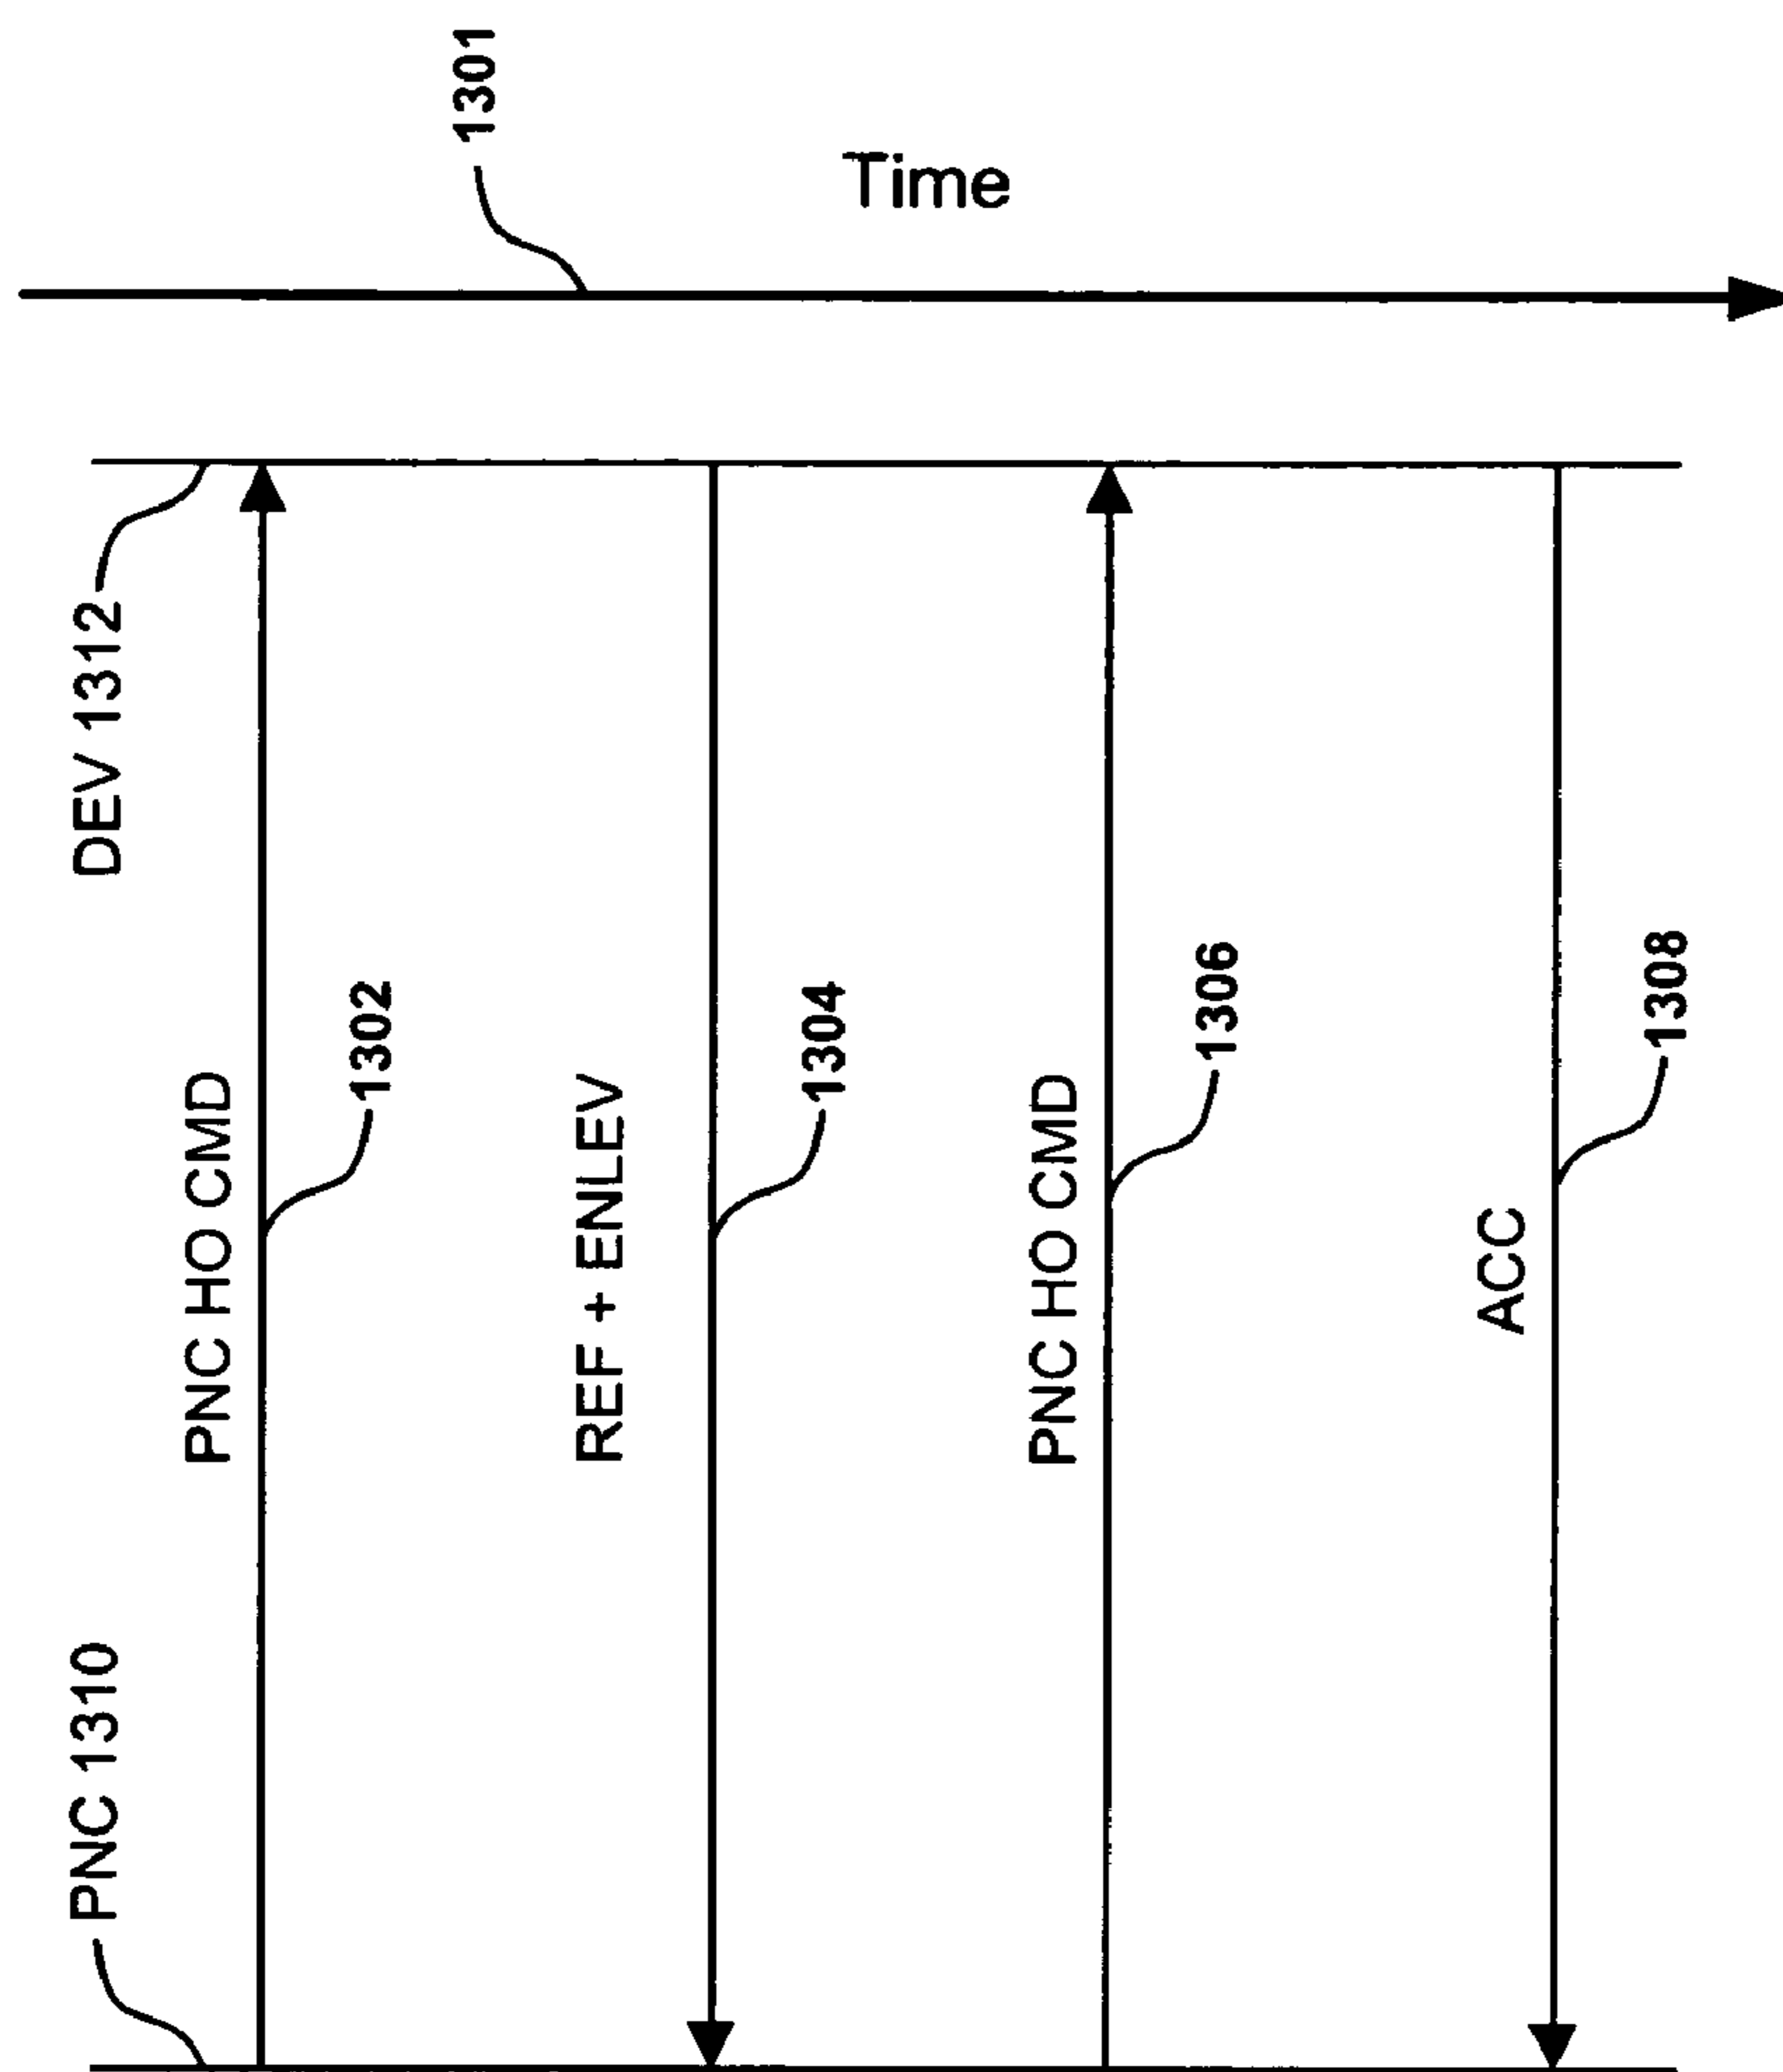 PNC 1310
DEV 1312
1301
Time
PNC HO CMD
1302
REF + ENLEV
1304
PNC HO CMD
1306
ACC
1308